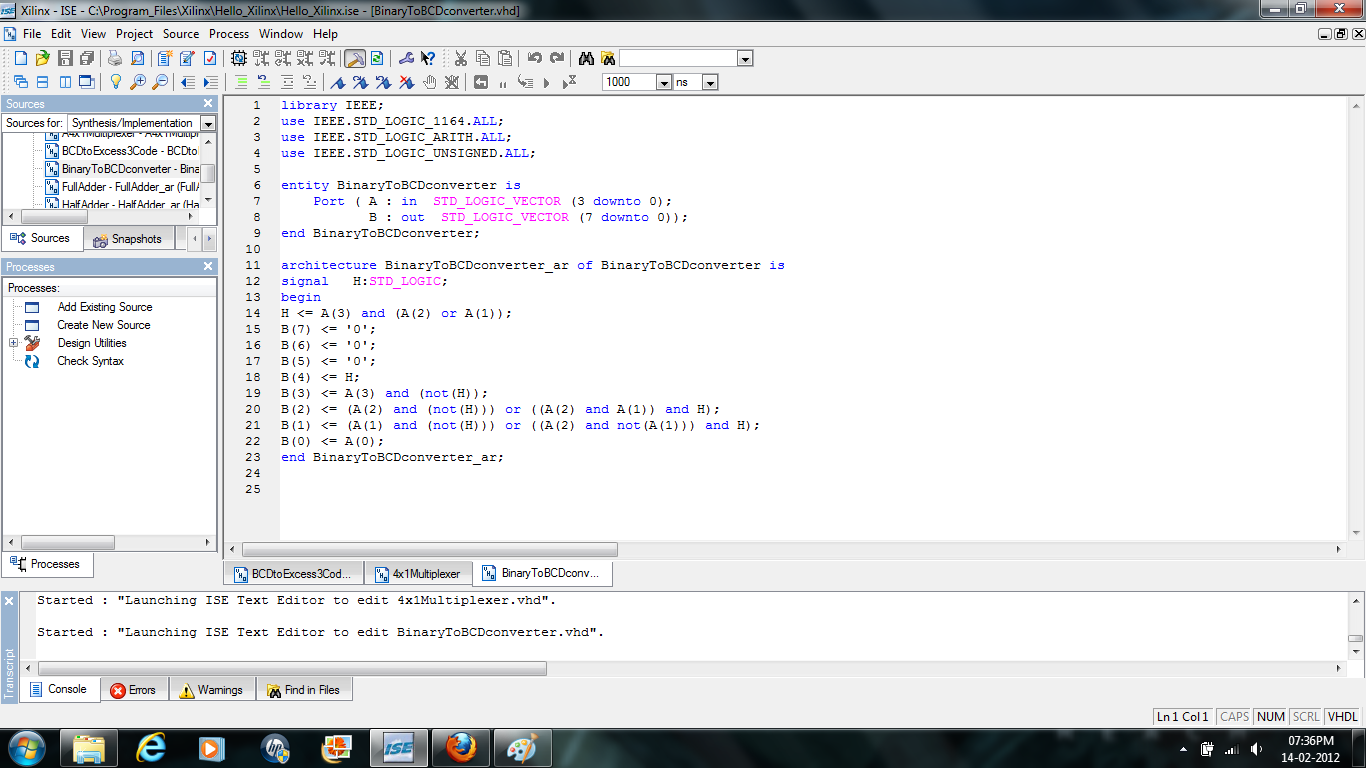 Xilinx - ISE - C:\Program_Files\Xilinx\Hello_Xilinx\Hello_Xilinx.ise - [BinaryToBCDconverter.vhd]
File Edit View Project Source Process Window Help
1000 ns
Sources
Sources for: Synthesis/Implementation
A4x1Multiplexer - A4x1Multipl
BCDtoExcess3Code - BCDto
BinaryToBCDconverter - Bina
FullAdder - FullAdder_ar (Full
HalfAdder - HalfAdder_ar (Ha
Sources Snapshots
Processes
Processes:
Add Existing Source
Create New Source
Design Utilities
Check Syntax
Processes
1 library IEEE;
2 use IEEE.STD_LOGIC_1164.ALL;
3 use IEEE.STD_LOGIC_ARITH.ALL;
4 use IEEE.STD_LOGIC_UNSIGNED.ALL;
5
6 entity BinaryToBCDconverter is
7 Port ( A : in STD_LOGIC_VECTOR (3 downto 0);
8 B : out STD_LOGIC_VECTOR (7 downto 0));
9 end BinaryToBCDconverter;
10
11 architecture BinaryToBCDconverter_ar of BinaryToBCDconverter is
12 signal H:STD_LOGIC;
13 begin
14 H <= A(3) and (A(2) or A(1));
15 B(7) <= '0';
16 B(6) <= '0';
17 B(5) <= '0';
18 B(4) <= H;
19 B(3) <= A(3) and (not(H));
20 B(2) <= (A(2) and (not(H))) or ((A(2) and A(1)) and H);
21 B(1) <= (A(1) and (not(H))) or ((A(2) and not(A(1))) and H);
22 B(0) <= A(0);
23 end BinaryToBCDconverter_ar;
24
25
BCDtoExcess3Cod... 4x1Multiplexer BinaryToBCDconv...
Started : "Launching ISE Text Editor to edit 4x1Multiplexer.vhd".
Started : "Launching ISE Text Editor to edit BinaryToBCDconverter.vhd".
Transcript
Console Errors Warnings Find in Files
Ln 1 Col 1 CAPS NUM SCRL VHDL
ISE
07:36PM
14-02-2012